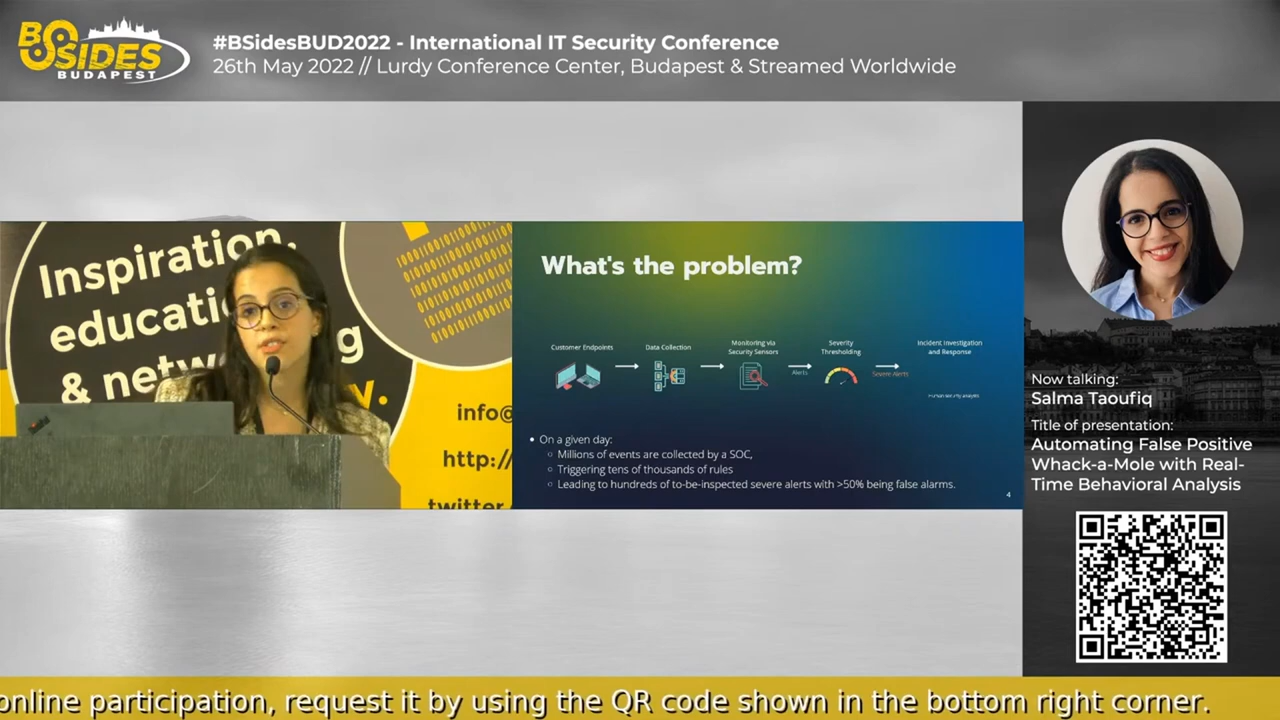 BSIDES
BUDAPEST
#BSidesBUD2022 - International IT Security Conference
26th May 2022 // Lurdy Conference Center, Budapest & Streamed Worldwide
Inspiration,
g
info@
http://
twitter
What's the problem?
Customer Endpoints
Data Collection
Monitoring via
Security Sensors
Alerts
Severity
Thresholding
Severe Alerts
Incident Investigation
and Response
Human security analysts
• On a given day:
Millions of events are collected by a SOC,
Triggering tens of thousands of rules
Leading to hundreds of to-be-inspected severe alerts with >50% being false alarms.
4
Now talking:
Salma Taoufiq
Title of presentation:
Automating False Positive
Whack-a-Mole with Real-
Time Behavioral Analysis
online participation, request it by using the QR code shown in the bottom right corner.